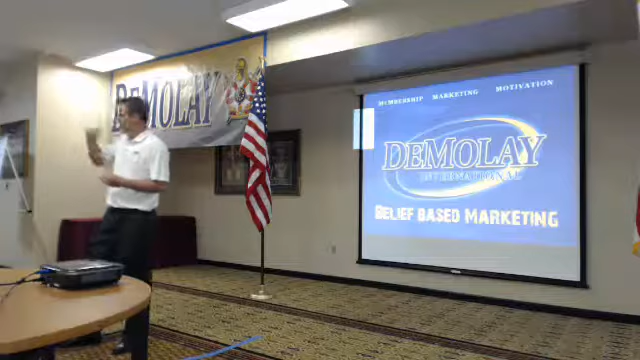 DEMOLAY
MEMBERSHIP MARKETING MOTIVATION
DEMOLAY
INTERNATIONAL
BELIEF BASED MARKETING